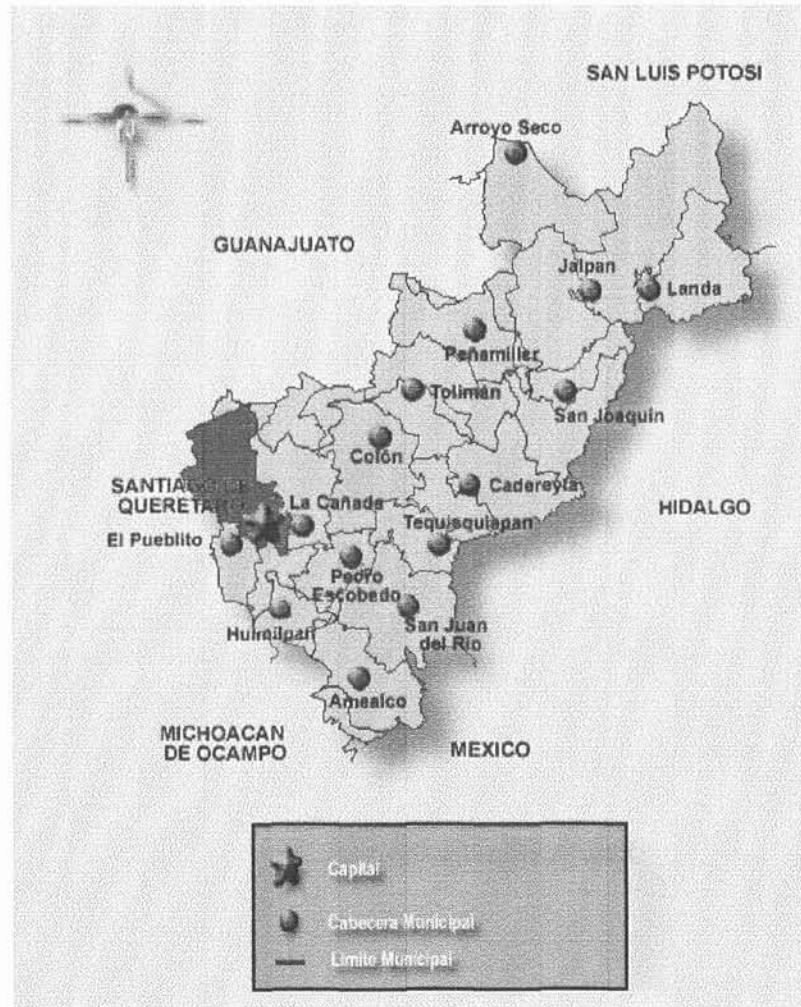 SAN LUIS POTOSI
Arroyo Seco
GUANAJUATO
Jalpan
Landa
Peñamiller
Tolimán
San Joaquín
Colón
SANTIAGO DE
QUERETARO
La Cañada
Cadereyta
HIDALGO
El Pueblito
Tequisquiapan
Pedro
Escobedo
Huimilpan
San Juan
del Río
Amealco
MICHOACAN
DE OCAMPO
MEXICO
Capital
Cabecera Municipal
Limite Municipal